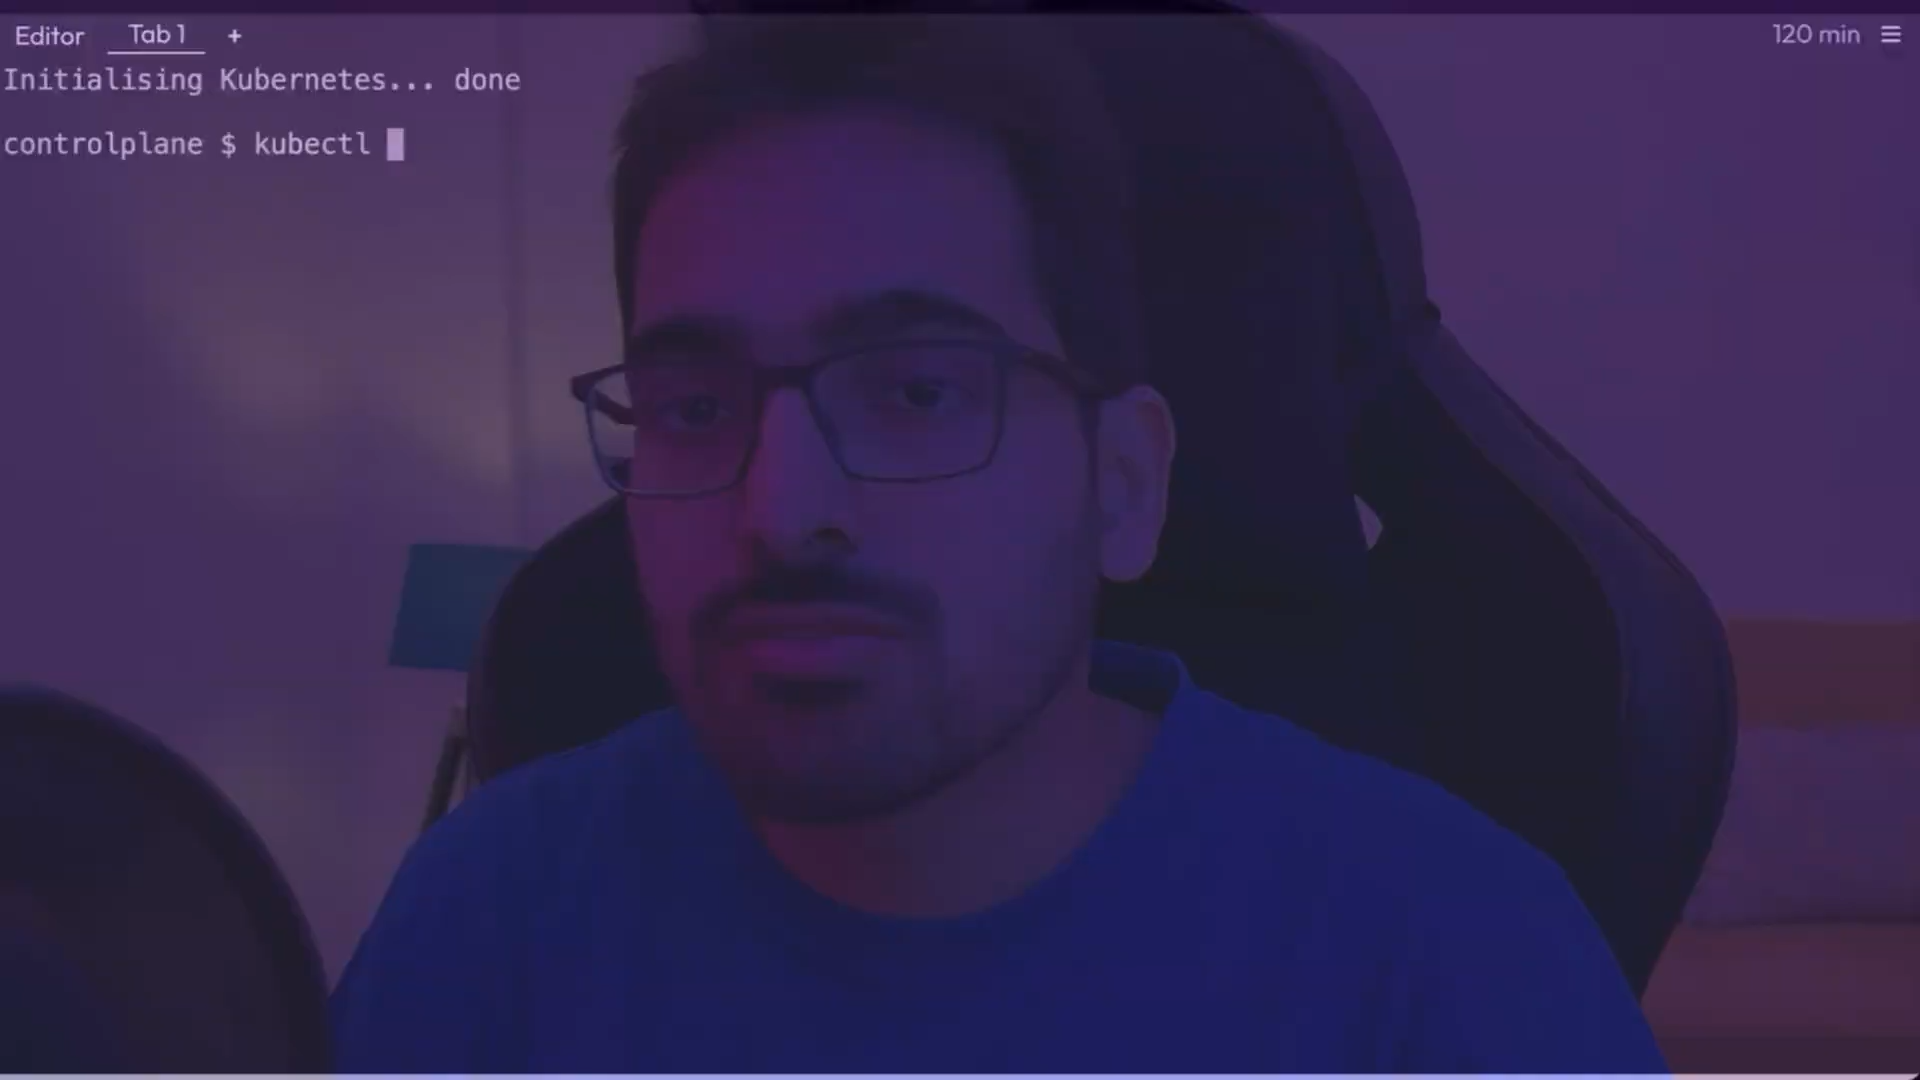 Editor Tab 1 + 120 min
Initialising Kubernetes... done
controlplane $ kubectl